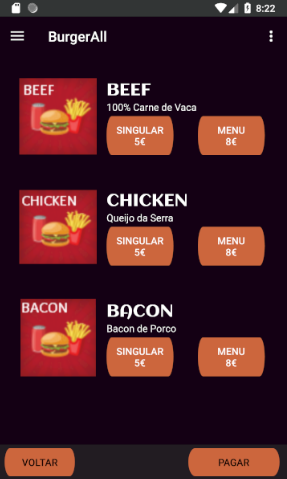 8:22
BurgerAll
BEEF
BEEF
100% Carne de Vaca
SINGULAR
5€
MENU
8€
CHICKEN
CHICKEN
Queijo da Serra
SINGULAR
5€
MENU
8€
BACON
BACON
Bacon de Porco
SINGULAR
5€
MENU
8€
VOLTAR
PAGAR